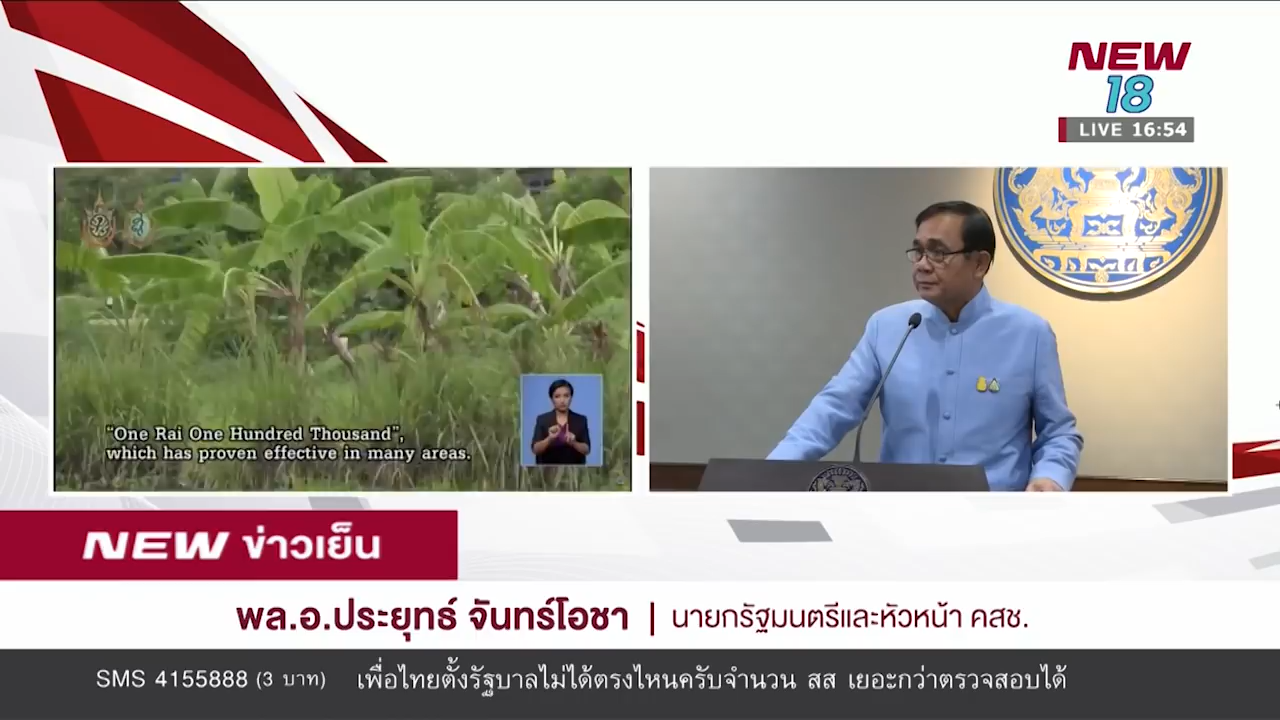 NEW
18
LIVE 16:54
"One Rai One Hundred Thousand",
which has proven effective in many areas.
NEW ข่าวเย็น
พล.อ.ประยุทธ์ จันทร์โอชา | นายกรัฐมนตรีและหัวหน้า คสช.
SMS 4155888 (3 บาท) เพื่อไทยตั้งรัฐบาลไม่ได้ตรงไหนครับจำนวน สส เยอะกว่าตรวจสอบได้